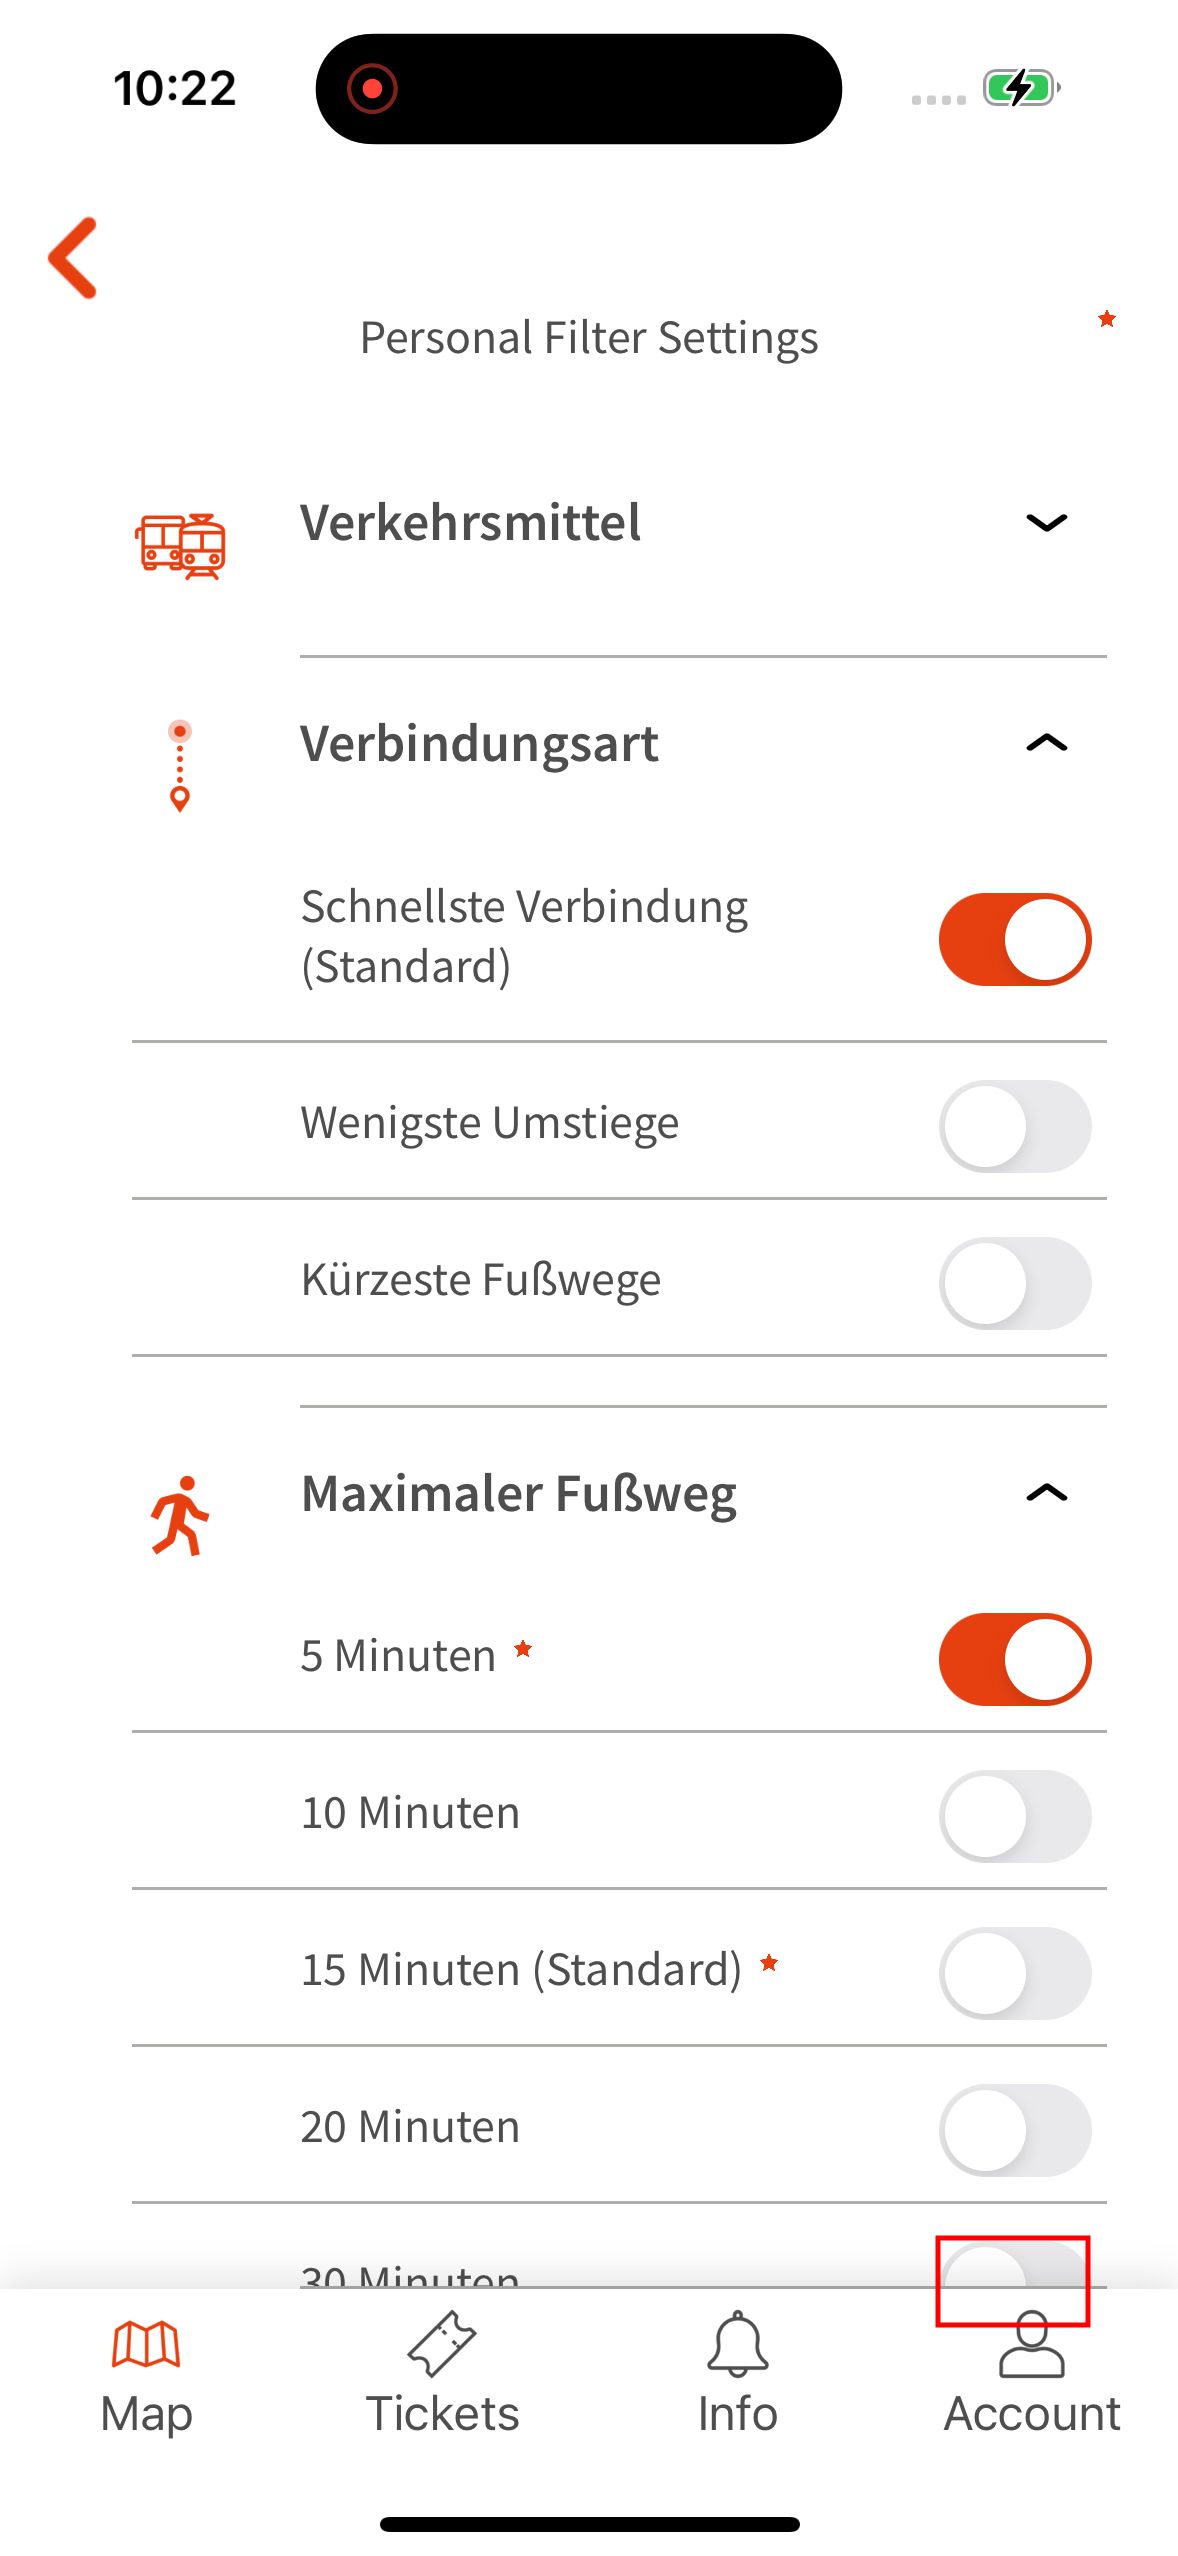 10:22
Personal Filter Settings
Verkehrsmittel
Verbindungsart
Schnellste Verbindung
(Standard)
Wenigste Umstiege
Kürzeste Fußwege
Maximaler Fußweg
5 Minuten
10 Minuten
15 Minuten (Standard)
20 Minuten
30 Minuten
Map
Tickets
Info
Account